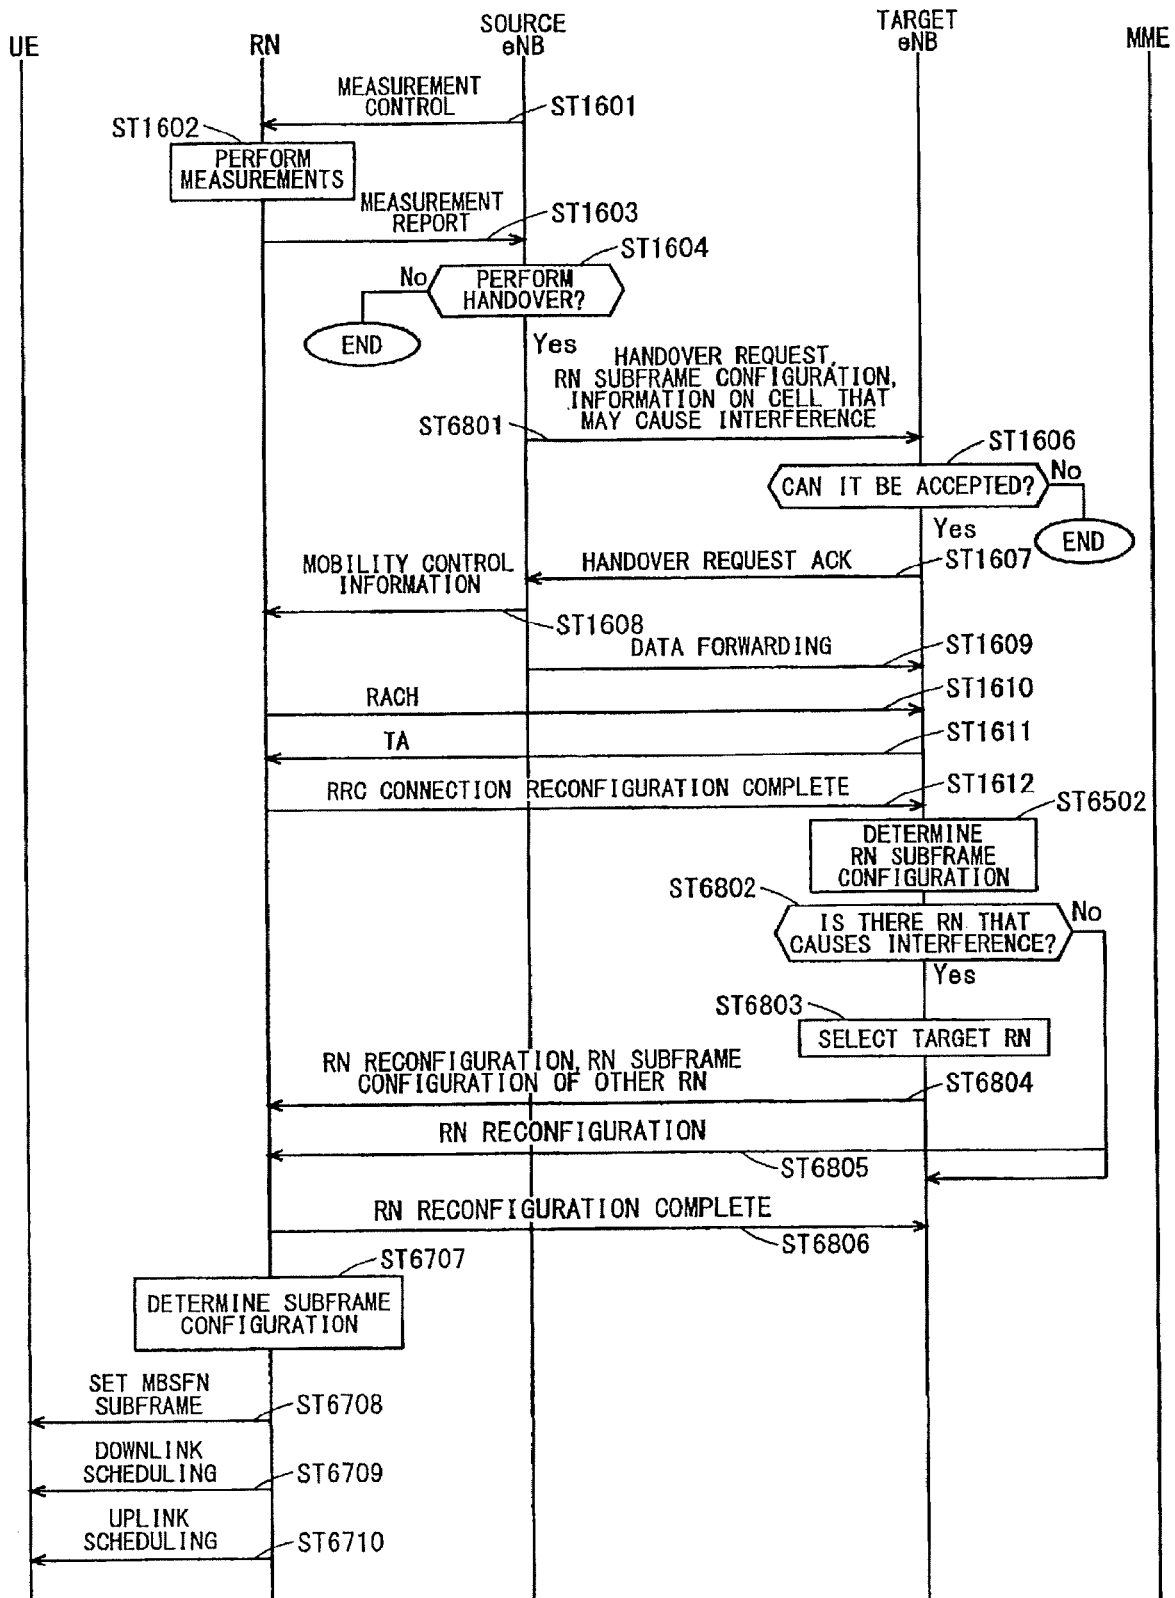 UE
RN
SOURCE
eNB
TARGET
eNB
MME
MEASUREMENT
CONTROL
ST1601
ST1602
PERFORM
MEASUREMENTS
MEASUREMENT
REPORT
ST1603
ST1604
No
PERFORM
HANDOVER?
END
Yes
HANDOVER REQUEST,
RN SUBFRAME CONFIGURATION,
INFORMATION ON CELL THAT
MAY CAUSE INTERFERENCE
ST6801
ST1606
CAN IT BE ACCEPTED?
No
Yes
END
MOBILITY CONTROL
INFORMATION
HANDOVER REQUEST ACK
ST1607
ST1608
DATA FORWARDING
ST1609
RACH
ST1610
TA
ST1611
RRC CONNECTION RECONFIGURATION COMPLETE
ST1612
ST6502
DETERMINE
RN SUBFRAME
CONFIGURATION
ST6802
IS THERE RN THAT
CAUSES INTERFERENCE?
No
Yes
ST6803
SELECT TARGET RN
RN RECONFIGURATION, RN SUBFRAME
CONFIGURATION OF OTHER RN
ST6804
RN RECONFIGURATION
ST6805
RN RECONFIGURATION COMPLETE
ST6806
ST6707
DETERMINE SUBFRAME
CONFIGURATION
SET MBSFN
SUBFRAME
ST6708
DOWNLINK
SCHEDULING
ST6709
UPLINK
SCHEDULING
ST6710